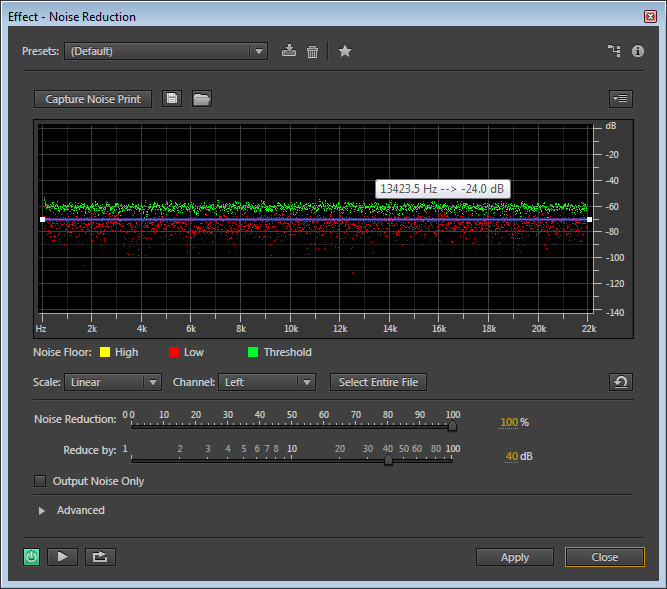 Effect - Noise Reduction
Presets: (Default)
Capture Noise Print
dB
-20
-40
-60
-80
-100
-120
-140
13423.5 Hz --> -24.0 dB
Hz 2k 4k 6k 8k 10k 12k 14k 16k 18k 20k 22k
Noise Floor: High Low Threshold
Scale: Linear Channel: Left Select Entire File
Noise Reduction: 0 0 10 20 30 40 50 60 70 80 90 100 100 %
Reduce by: 1 2 3 4 5 6 7 8 10 20 30 40 50 60 80 100 40 dB
Output Noise Only
Advanced
Apply Close